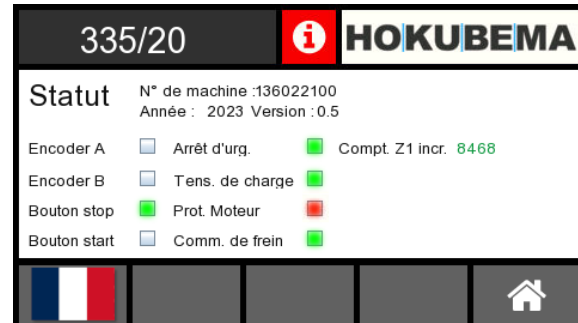 335/20
i
HOKUBEMA
Statut
N° de machine :136022100
Année : 2023 Version : 0.5
Encoder A Arrêt d'urg. Compt. Z1 incr. 8468
Encoder B Tens. de charge
Bouton stop Prot. Moteur
Bouton start Comm. de frein